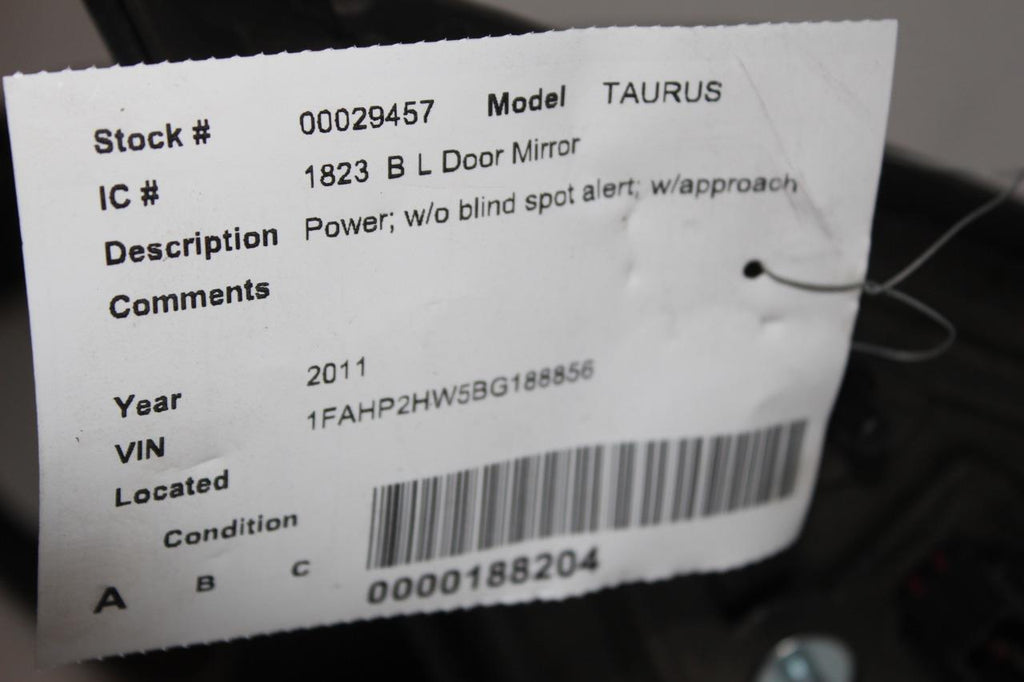 Stock # 00029457 Model TAURUS
IC # 1823 B L Door Mirror
Description Power; w/o blind spot alert; w/approach
Comments
Year 2011
VIN 1FAHP2HW5BG188856
Located
Condition
A B C
0000188204